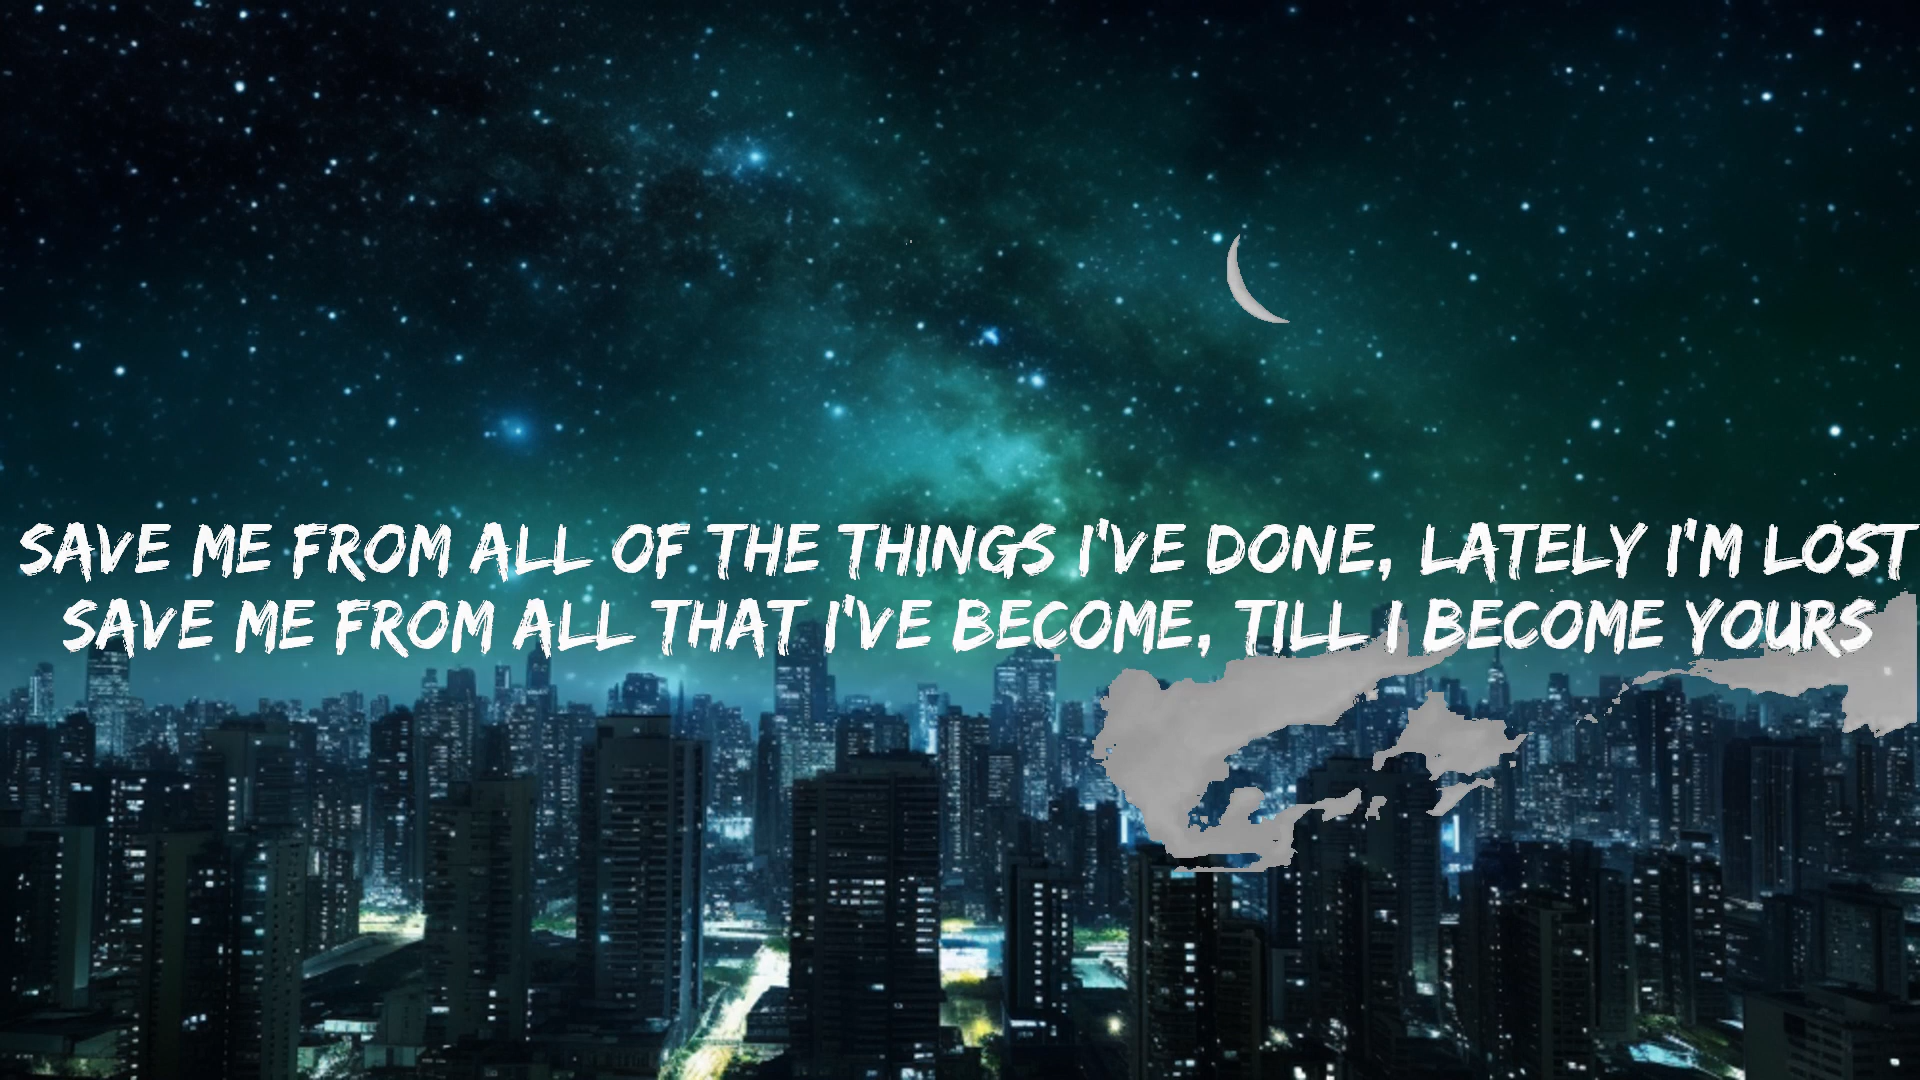 SAVE ME FROM ALL OF THE THINGS I'VE DONE, LATELY I'M LOST
SAVE ME FROM ALL THAT I'VE BECOME, TILL I BECOME YOURS